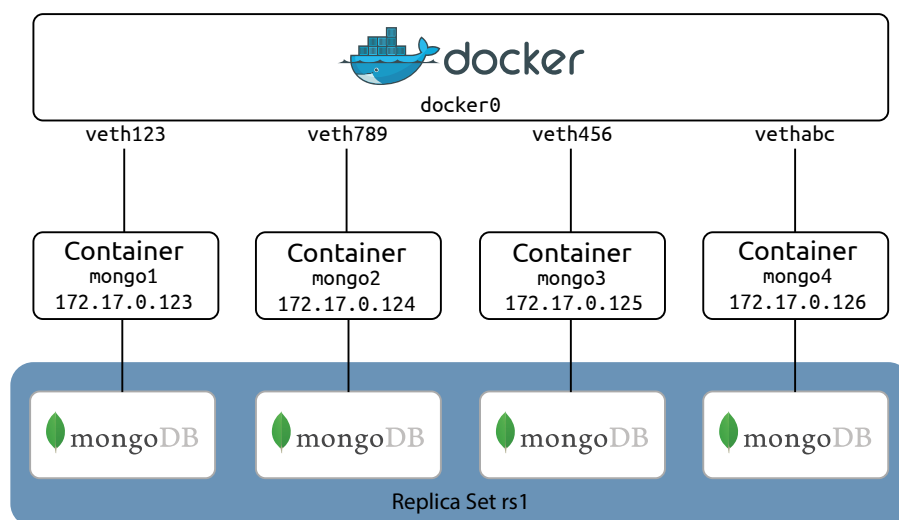 docker
docker0
veth123 veth789 veth456 vethabc
Container Container Container Container
mongo1 mongo2 mongo3 mongo4
172.17.0.123 172.17.0.124 172.17.0.125 172.17.0.126
mongoDB mongoDB mongoDB mongoDB
Replica Set rs1